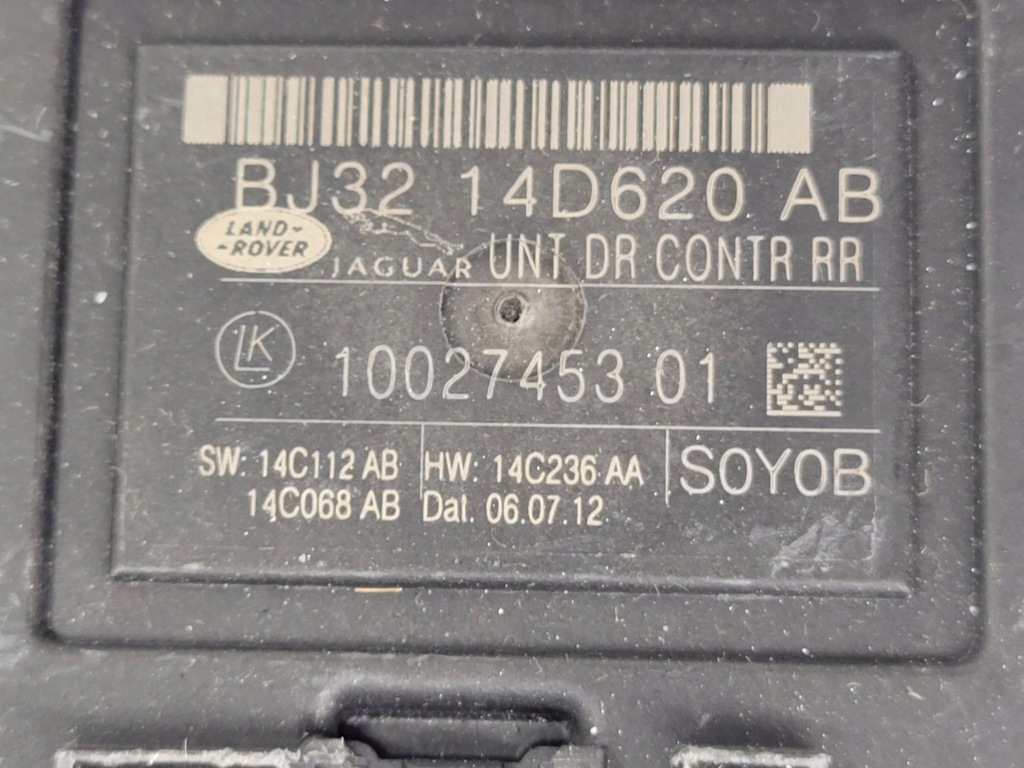 BJ32 14D620 AB
LAND-
-ROVER
JAGUAR UNT DR CONTR RR
LK 10027453 01
SW: 14C112 AB
14C068 AB
HW: 14C236 AA
Dat. 06.07.12
S0Y0B